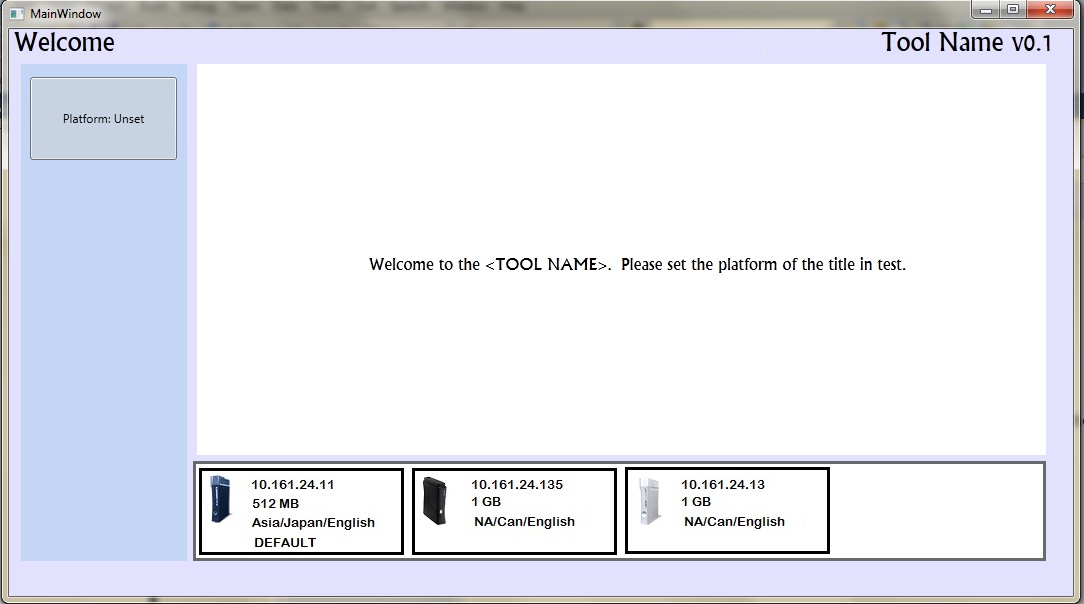 MainWindow
Welcome
Tool Name v0.1
Platform: Unset
Welcome to the <TOOL NAME>.  Please set the platform of the title in test.
10.161.24.11
512 MB
Asia/Japan/English
DEFAULT
10.161.24.135
1 GB
NA/Can/English
10.161.24.13
1 GB
NA/Can/English